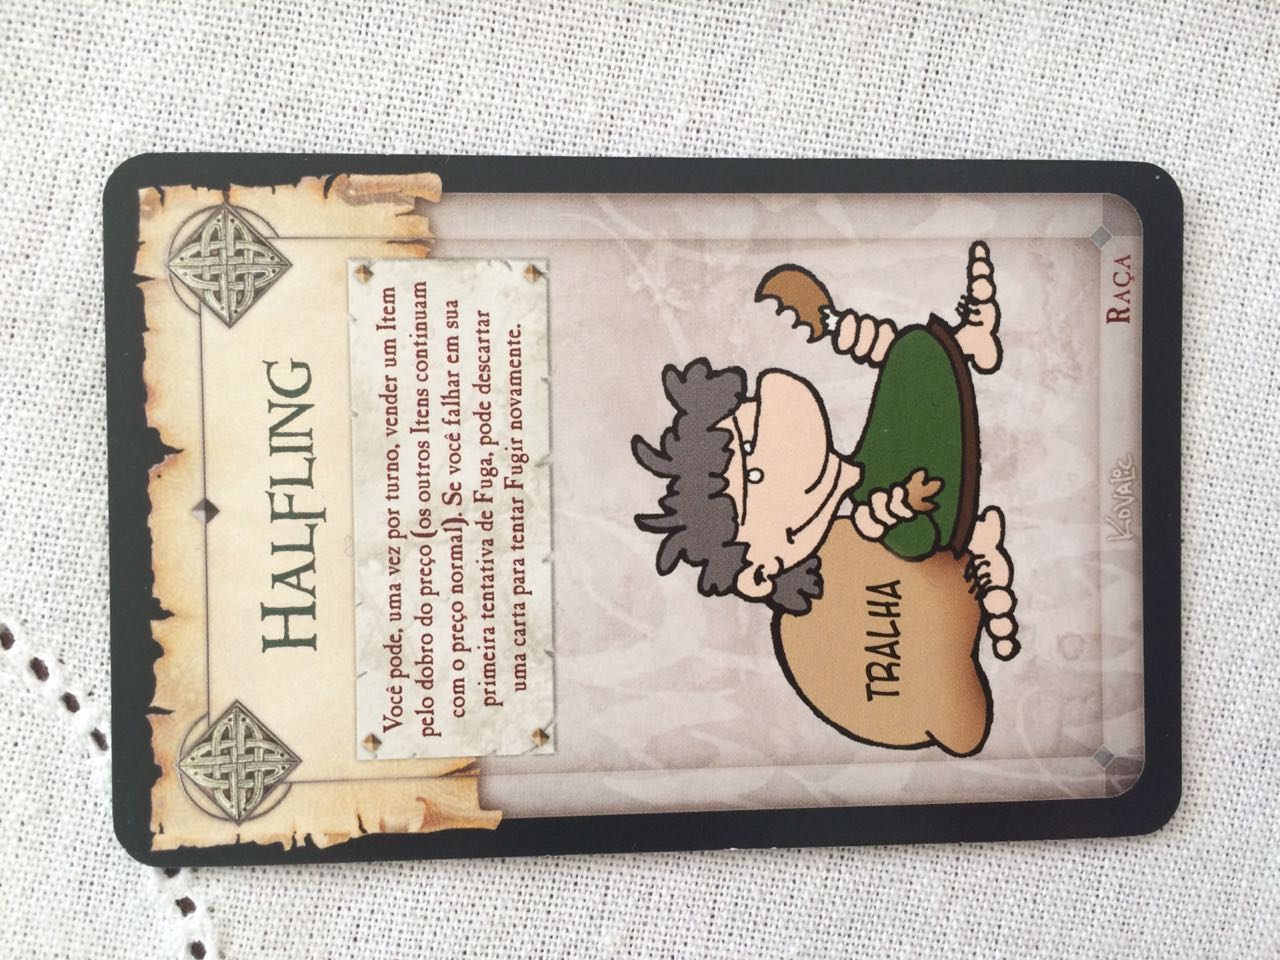 HALFLING
Você pode, uma vez por turno, vender um Item
pelo dobro do preço (os outros Itens continuam
com o preço normal). Se você falhar em sua
primeira tentativa de Fuga, pode descartar
uma carta para tentar Fugir novamente.
TRALHA
KOVALIC
RAÇA